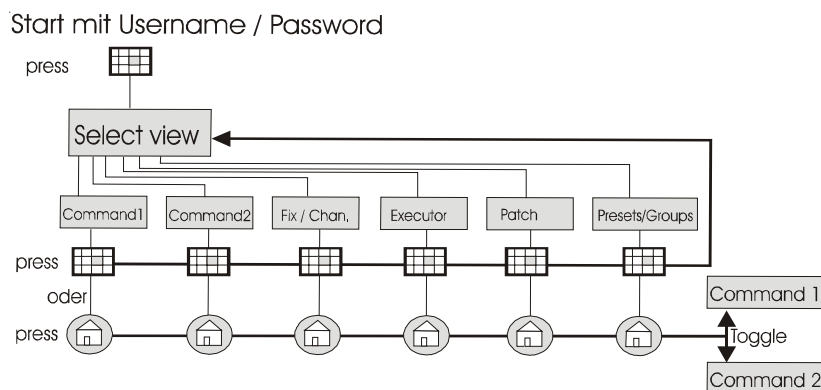 Start mit Username / Password
press
Select view
Command1 Command2 Fix / Chan, Executor Patch Presets/Groups
press
oder
Command 1
press
Toggle
Command 2